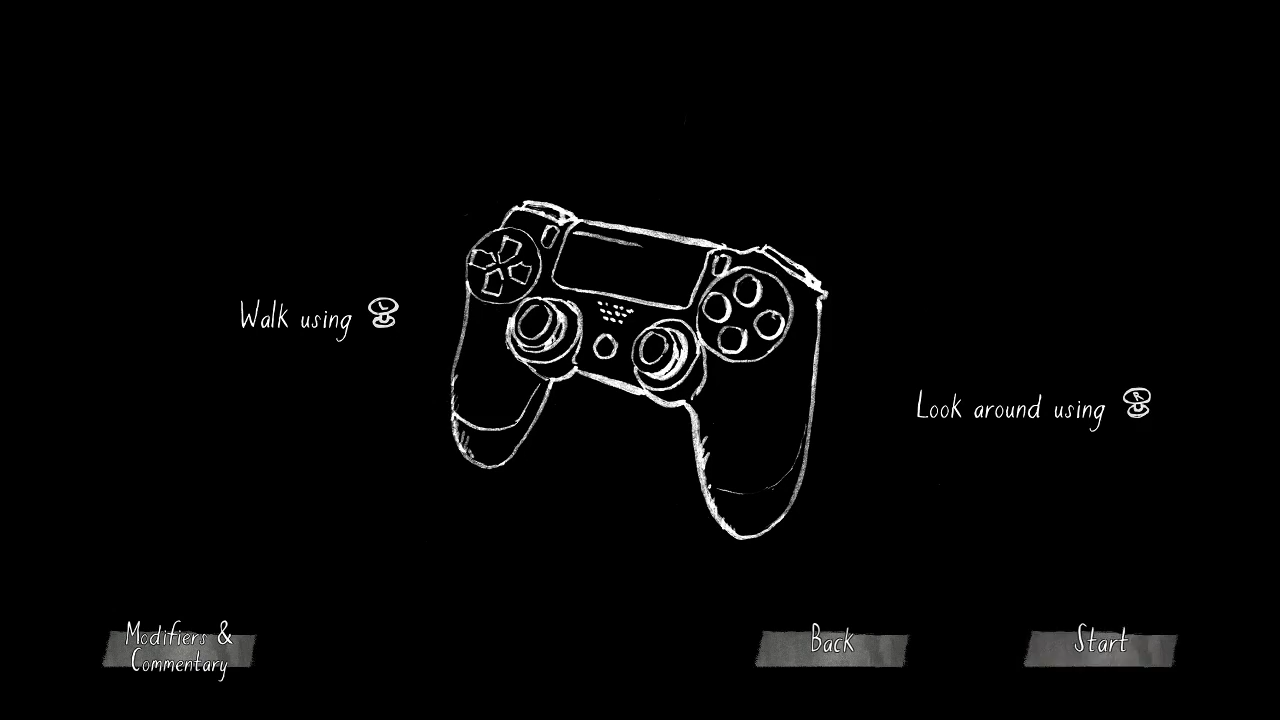 Walk using
Look around using
Modifiers &
Commentary
Back
Start